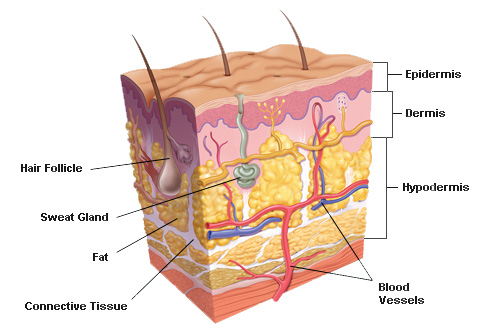 Epidermis
Dermis
Hair Follicle
Hypodermis
Sweat Gland
Fat
Blood
Vessels
Connective Tissue